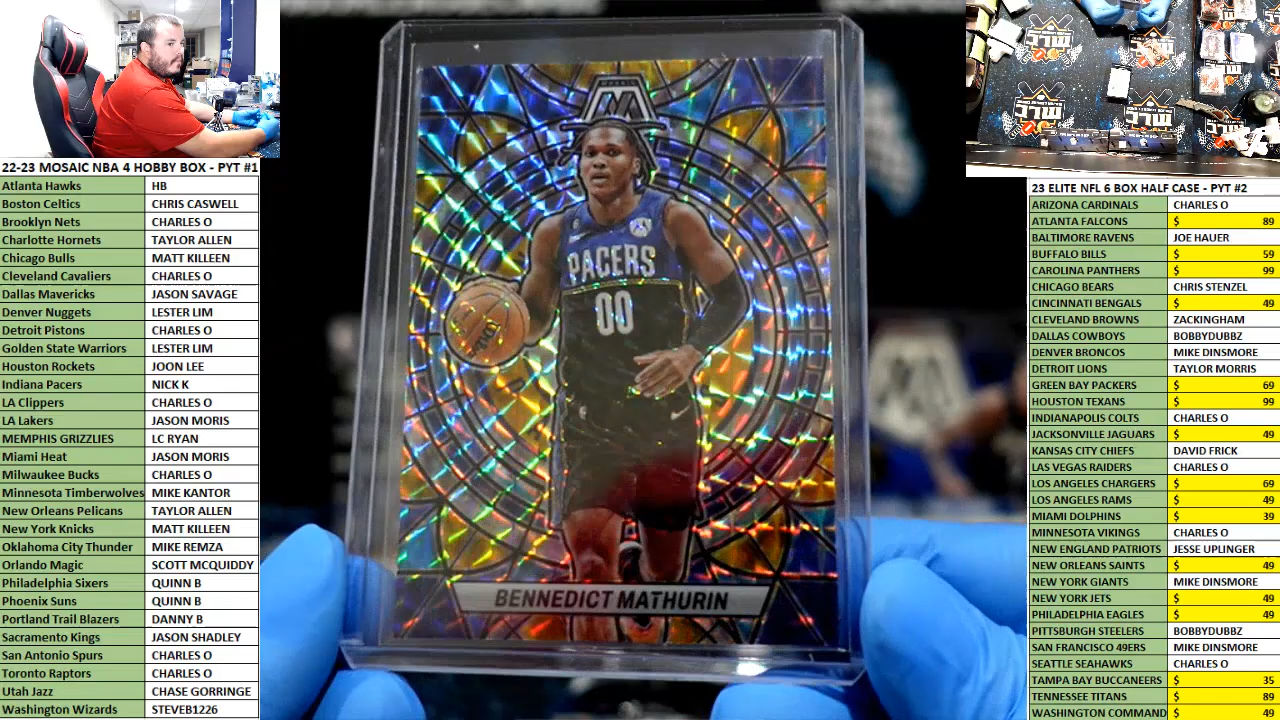 22-23 MOSAIC NBA 4 HOBBY BOX - PYT #1
Atlanta Hawks HB
Boston Celtics CHRIS CASWELL
Brooklyn Nets CHARLES O
Charlotte Hornets TAYLOR ALLEN
Chicago Bulls MATT KILLEEN
Cleveland Cavaliers CHARLES O
Dallas Mavericks JASON SAVAGE
Denver Nuggets LESTER LIM
Detroit Pistons CHARLES O
Golden State Warriors LESTER LIM
Houston Rockets JOON LEE
Indiana Pacers NICK K
LA Clippers CHARLES O
LA Lakers JASON MORIS
MEMPHIS GRIZZLIES LC RYAN
Miami Heat JASON MORIS
Milwaukee Bucks CHARLES O
Minnesota Timberwolves MIKE KANTOR
New Orleans Pelicans TAYLOR ALLEN
New York Knicks MATT KILLEEN
Oklahoma City Thunder MIKE REMZA
Orlando Magic SCOTT MCQUIDDY
Philadelphia Sixers QUINN B
Phoenix Suns QUINN B
Portland Trail Blazers DANNY B
Sacramento Kings JASON SHADLEY
San Antonio Spurs CHARLES O
Toronto Raptors CHARLES O
Utah Jazz CHASE GORRINGE
Washington Wizards STEVEB1226
MOSAIC
PACERS
00
BENNEDICT MATHURIN
23 ELITE NFL 6 BOX HALF CASE - PYT #2
ARIZONA CARDINALS CHARLES O
ATLANTA FALCONS $ 89
BALTIMORE RAVENS JOE HAUER
BUFFALO BILLS $ 59
CAROLINA PANTHERS $ 99
CHICAGO BEARS CHRIS STENZEL
CINCINNATI BENGALS $ 49
CLEVELAND BROWNS ZACKINGHAM
DALLAS COWBOYS BOBBYDUBBZ
DENVER BRONCOS MIKE DINSMORE
DETROIT LIONS TAYLOR MORRIS
GREEN BAY PACKERS $ 69
HOUSTON TEXANS $ 99
INDIANAPOLIS COLTS CHARLES O
JACKSONVILLE JAGUARS $ 49
KANSAS CITY CHIEFS DAVID FRICK
LAS VEGAS RAIDERS CHARLES O
LOS ANGELES CHARGERS $ 69
LOS ANGELES RAMS $ 49
MIAMI DOLPHINS $ 39
MINNESOTA VIKINGS CHARLES O
NEW ENGLAND PATRIOTS JESSE UPLINGER
NEW ORLEANS SAINTS $ 49
NEW YORK GIANTS MIKE DINSMORE
NEW YORK JETS $ 49
PHILADELPHIA EAGLES $ 49
PITTSBURGH STEELERS BOBBYDUBBZ
SAN FRANCISCO 49ERS MIKE DINSMORE
SEATTLE SEAHAWKS CHARLES O
TAMPA BAY BUCCANEERS $ 35
TENNESSEE TITANS $ 89
WASHINGTON COMMAND $ 49